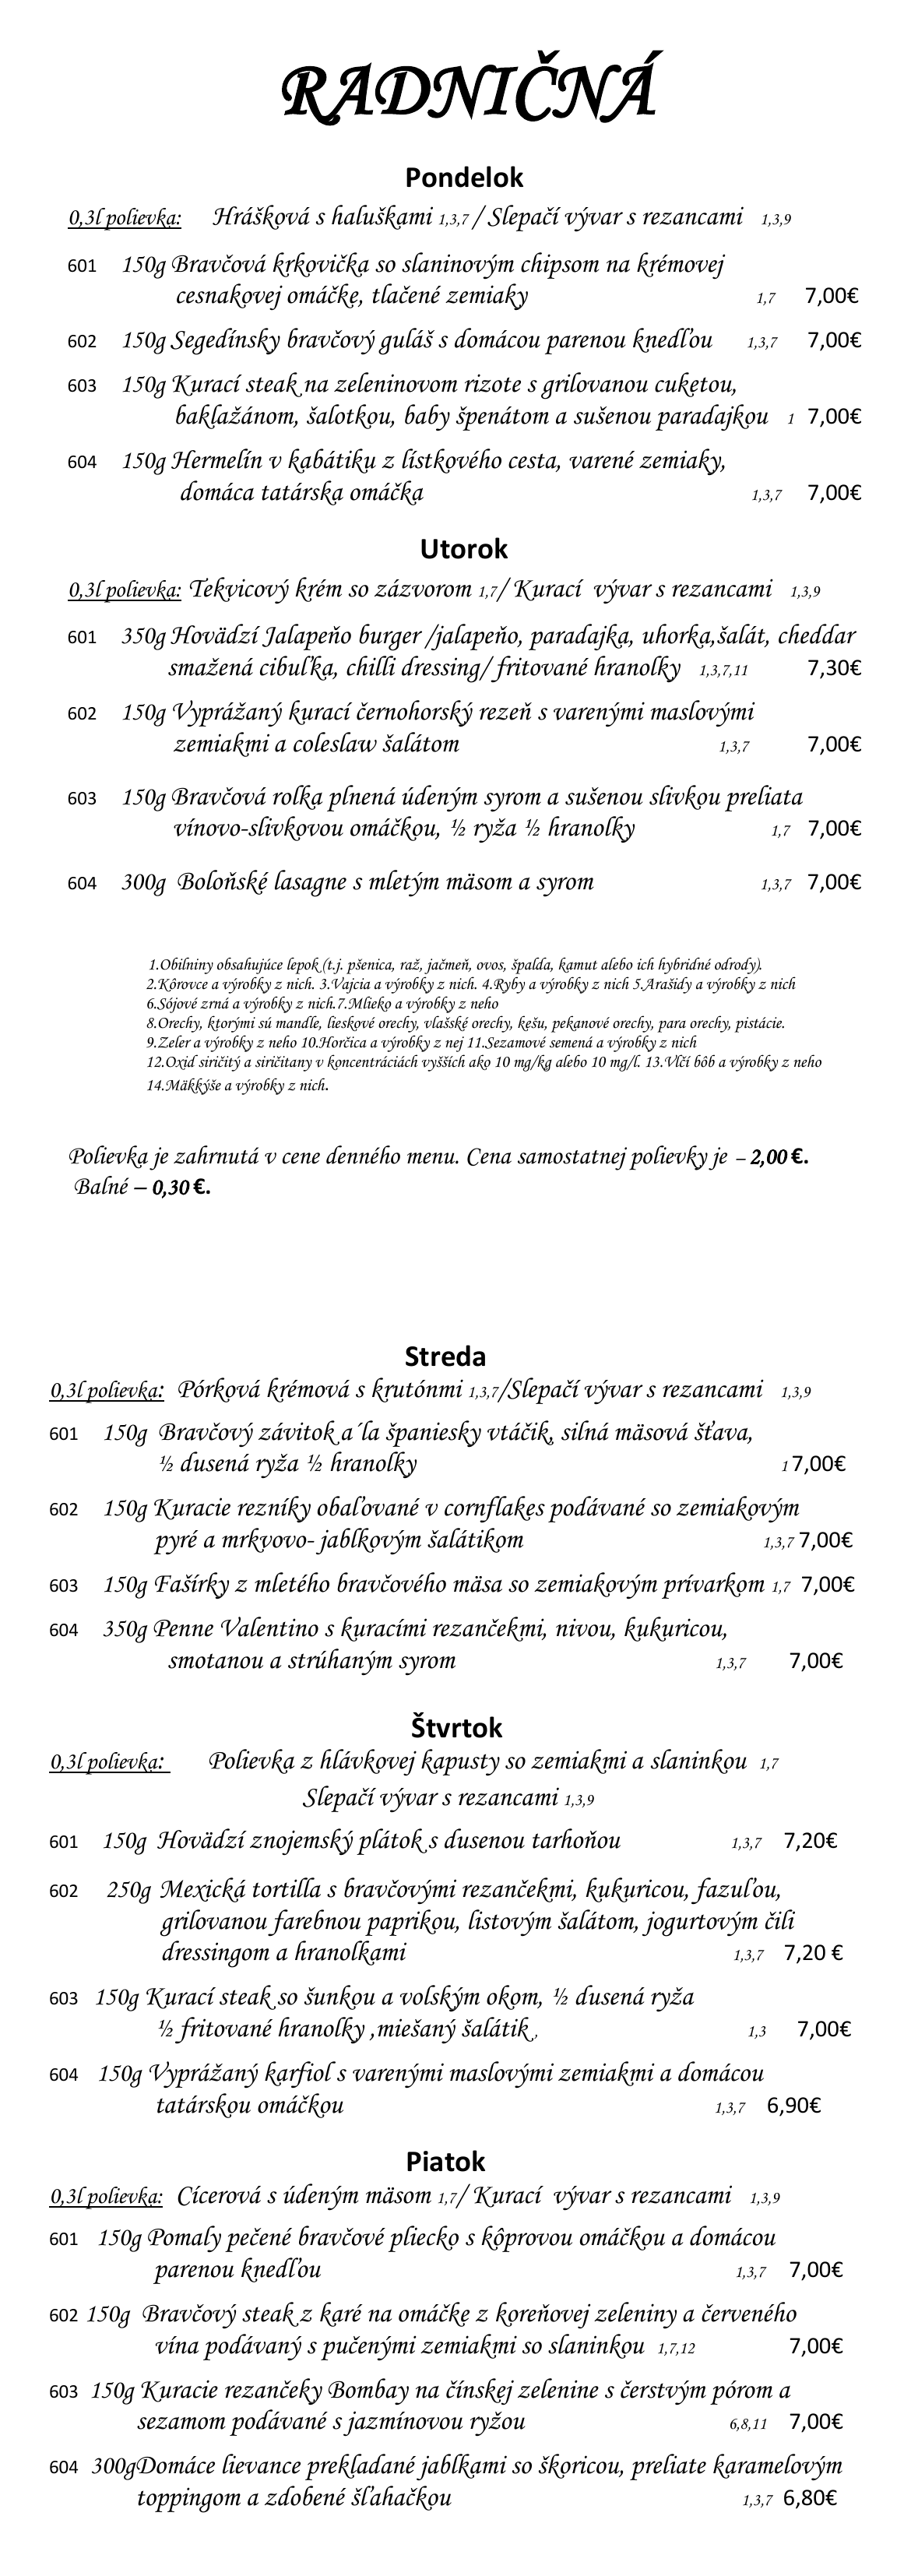 RADNIČNÁ
Pondelok
0,3l polievka: Hrášková s haluškami 1,3,7 / Slepačí vývar s rezancami 1,3,9
601 150g Bravčová krkovička so slaninovým chipsom na krémovej
cesnakovej omáčke, tlačené zemiaky 1,7 7,00€
602 150g Segedínsky bravčový guláš s domácou parenou knedľou 1,3,7 7,00€
603 150g Kurací steak na zeleninovom rizote s grilovanou cuketou,
baklažánom, šalotkou, baby špenátom a sušenou paradajkou 1 7,00€
604 150g Hermelín v kabátiku z lístkového cesta, varené zemiaky,
domáca tatárska omáčka 1,3,7 7,00€
Utorok
0,3l polievka: Tekvicový krém so zázvorom 1,7/ Kurací vývar s rezancami 1,3,9
601 350g Hovädzí Jalapeňo burger /jalapeňo, paradajka, uhorka,šalát, cheddar
smažená cibuľka, chilli dressing/ fritované hranolky 1,3,7,11 7,30€
602 150g Vyprážaný kurací černohorský rezeň s varenými maslovými
zemiakmi a coleslaw šalátom 1,3,7 7,00€
603 150g Bravčová rolka plnená údeným syrom a sušenou slivkou preliata
vínovo-slivkovou omáčkou, ½ ryža ½ hranolky 1,7 7,00€
604 300g Boloňské lasagne s mletým mäsom a syrom 1,3,7 7,00€
1.Obilniny obsahujúce lepok (t.j. pšenica, raž, jačmeň, ovos, špalda, kamut alebo ich hybridné odrody).
2.Kôrovce a výrobky z nich. 3.Vajcia a výrobky z nich. 4.Ryby a výrobky z nich 5.Arašidy a výrobky z nich
6.Sójové zrná a výrobky z nich.7.Mlieko a výrobky z neho
8.Orechy, ktorými sú mandle, lieskové orechy, vlašské orechy, kešu, pekanové orechy, para orechy, pistácie.
9.Zeler a výrobky z neho 10.Horčica a výrobky z nej 11.Sezamové semená a výrobky z nich
12.Oxid siričitý a siričitany v koncentráciách vyšších ako 10 mg/kg alebo 10 mg/l. 13.Vlčí bôb a výrobky z neho
14.Mäkkýše a výrobky z nich.
Polievka je zahrnutá v cene denného menu. Cena samostatnej polievky je – 2,00 €.
Balné – 0,30 €.
Streda
0,3l polievka: Pórková krémová s krutónmi 1,3,7/Slepačí vývar s rezancami 1,3,9
601 150g Bravčový závitok a´la španiesky vtáčik, silná mäsová šťava,
½ dusená ryža ½ hranolky 1 7,00€
602 150g Kuracie rezníky obaľované v cornflakes podávané so zemiakovým
pyré a mrkvovo- jablkovým šalátikom 1,3,7 7,00€
603 150g Fašírky z mletého bravčového mäsa so zemiakovým prívarkom 1,7 7,00€
604 350g Penne Valentino s kuracími rezančekmi, nivou, kukuricou,
smotanou a strúhaným syrom 1,3,7 7,00€
Štvrtok
0,3l polievka: Polievka z hlávkovej kapusty so zemiakmi a slaninkou 1,7
Slepačí vývar s rezancami 1,3,9
601 150g Hovädzí znojemský plátok s dusenou tarhoňou 1,3,7 7,20€
602 250g Mexická tortilla s bravčovými rezančekmi, kukuricou, fazuľou,
grilovanou farebnou paprikou, listovým šalátom, jogurtovým čili
dressingom a hranolkami 1,3,7 7,20 €
603 150g Kurací steak so šunkou a volským okom, ½ dusená ryža
½ fritované hranolky ,miešaný šalátik , 1,3 7,00€
604 150g Vyprážaný karfiol s varenými maslovými zemiakmi a domácou
tatárskou omáčkou 1,3,7 6,90€
Piatok
0,3l polievka: Cícerová s údeným mäsom 1,7/ Kurací vývar s rezancami 1,3,9
601 150g Pomaly pečené bravčové pliecko s kôprovou omáčkou a domácou
parenou knedľou 1,3,7 7,00€
602 150g Bravčový steak z karé na omáčke z koreňovej zeleniny a červeného
vína podávaný s pučenými zemiakmi so slaninkou 1,7,12 7,00€
603 150g Kuracie rezančeky Bombay na čínskej zelenine s čerstvým pórom a
sezamom podávané s jazmínovou ryžou 6,8,11 7,00€
604 300gDomáce lievance prekladané jablkami so škoricou, preliate karamelovým
toppingom a zdobené šľahačkou 1,3,7 6,80€